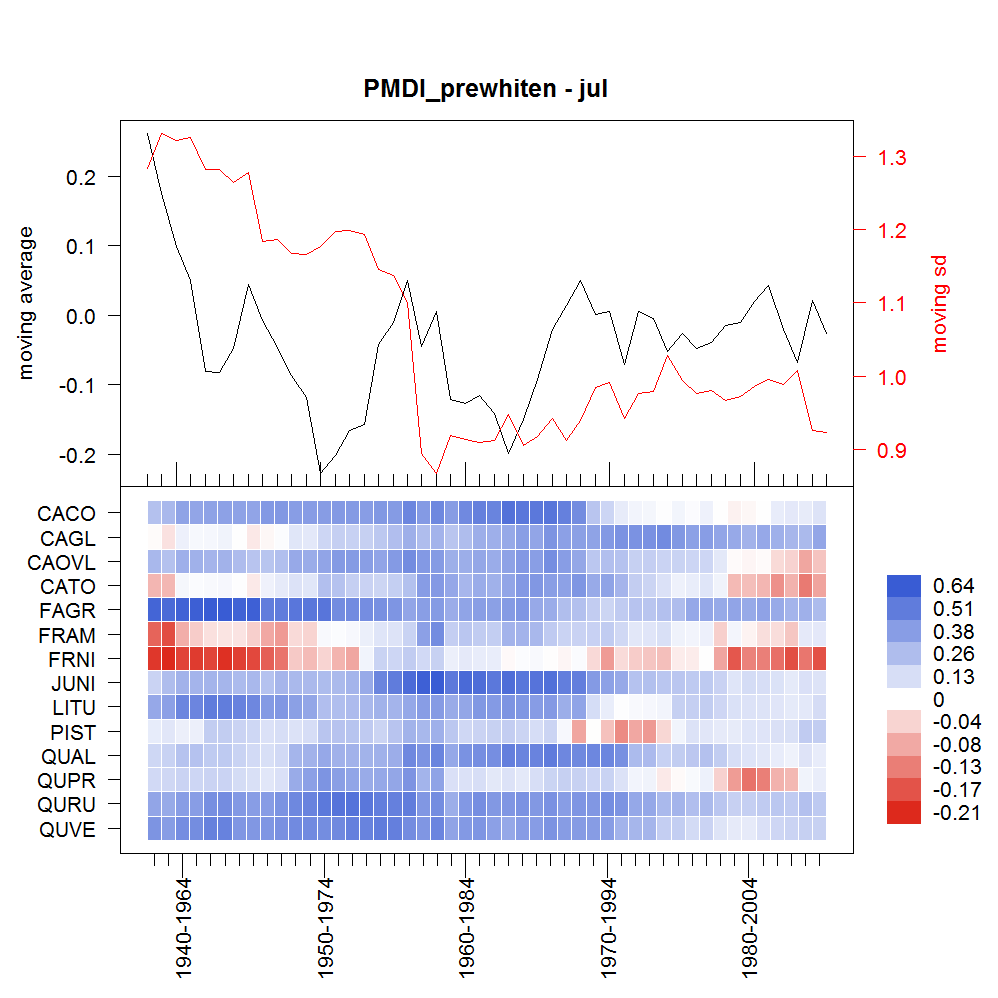 PMDI_prewhiten - jul
moving average
0.2
0.1
0.0
-0.1
-0.2
1.3
1.2
1.1
1.0
0.9
moving sd
CACO
CAGL
CAOVL
CATO
FAGR
FRAM
FRNI
JUNI
LITU
PIST
QUAL
QUPR
QURU
QUVE
0.64
0.51
0.38
0.26
0.13
0
-0.04
-0.08
-0.13
-0.17
-0.21
1940-1964
1950-1974
1960-1984
1970-1994
1980-2004